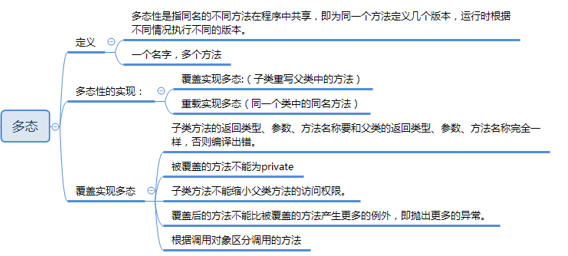 多态
定义
多态性是指同名的不同方法在程序中共享，即为同一个方法定义几个版本，运行时根据
不同情况执行不同的版本。
一个名字，多个方法
多态性的实现：
覆盖实现多态:（子类重写父类中的方法）
重载实现多态（同一个类中的同名方法）
覆盖实现多态
子类方法的返回类型、参数、方法名称要和父类的返回类型、参数、方法名称完全一
样，否则编译出错。
被覆盖的方法不能为private
子类方法不能缩小父类方法的访问权限。
覆盖后的方法不能比被覆盖的方法产生更多的例外，即抛出更多的异常。
根据调用对象区分调用的方法